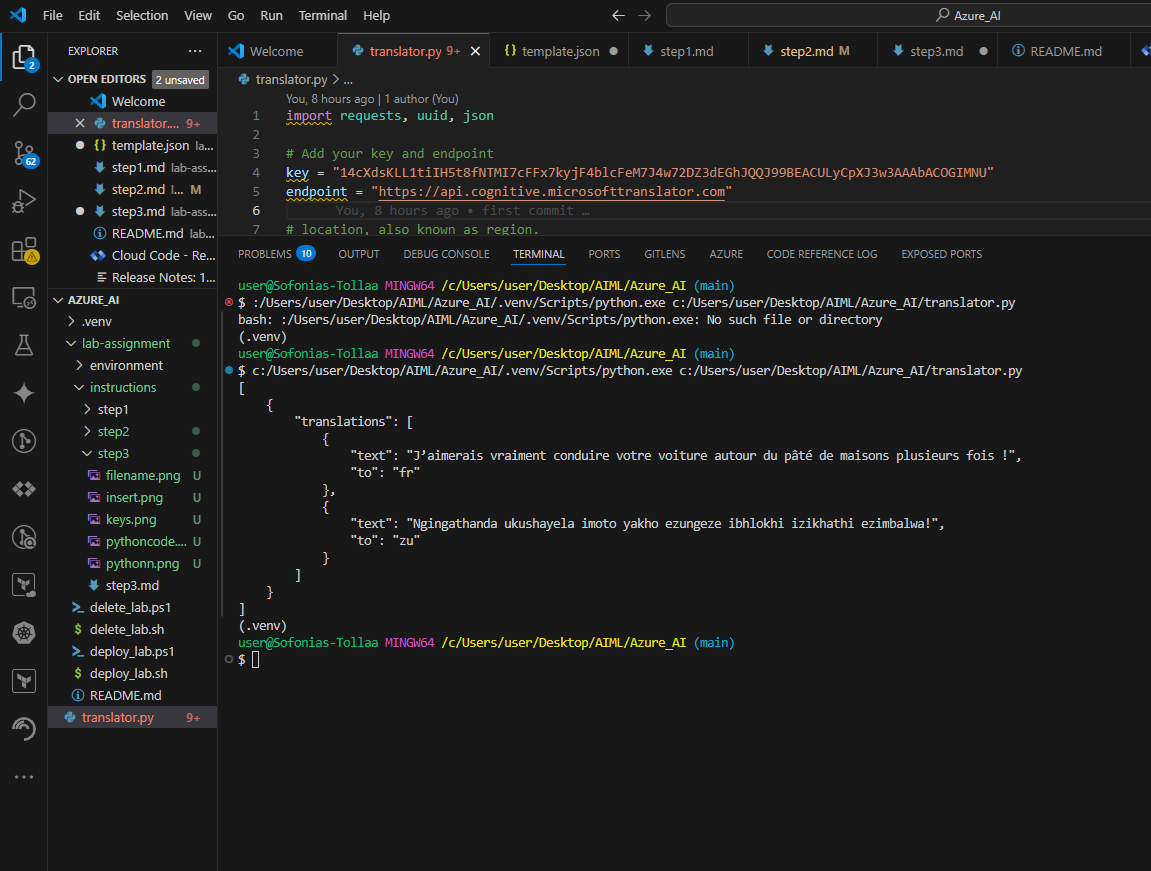 File Edit Selection View Go Run Terminal Help
Azure_AI
EXPLORER
OPEN EDITORS 2 unsaved
Welcome
translator.... 9+
template.json la...
step1.md lab-ass...
step2.md l... M
step3.md lab-ass...
README.md lab...
Cloud Code - Re...
Release Notes: 1...
AZURE_AI
.venv
lab-assignment
environment
instructions
step1
step2
step3
filename.png U
insert.png U
keys.png U
pythoncode.... U
pythonn.png U
step3.md
delete_lab.ps1
delete_lab.sh
deploy_lab.ps1
deploy_lab.sh
README.md
translator.py 9+
2
62
Welcome translator.py 9+ template.json step1.md step2.md M step3.md README.md
translator.py > ...
You, 8 hours ago | 1 author (You)
1 import requests, uuid, json
2
3 # Add your key and endpoint
4 key = "14cXdsKLL1tiIH5t8fNTMI7cFFx7kyjF4blcFeM7J4w72DZ3dEGhJQQJ99BEACULyCpXJ3w3AAAbACOGIMNU"
5 endpoint = "https://api.cognitive.microsofttranslator.com"
6 You, 8 hours ago • first commit …
7 # location, also known as region.
PROBLEMS 10 OUTPUT DEBUG CONSOLE TERMINAL PORTS GITLENS AZURE CODE REFERENCE LOG EXPOSED PORTS
user@Sofonias-Tollaa MINGW64 /c/Users/user/Desktop/AIML/Azure_AI (main)
$ :/Users/user/Desktop/AIML/Azure_AI/.venv/Scripts/python.exe c:/Users/user/Desktop/AIML/Azure_AI/translator.py
bash: :/Users/user/Desktop/AIML/Azure_AI/.venv/Scripts/python.exe: No such file or directory
(.venv)
user@Sofonias-Tollaa MINGW64 /c/Users/user/Desktop/AIML/Azure_AI (main)
$ c:/Users/user/Desktop/AIML/Azure_AI/.venv/Scripts/python.exe c:/Users/user/Desktop/AIML/Azure_AI/translator.py
[
{
"translations": [
{
"text": "J’aimerais vraiment conduire votre voiture autour du pâté de maisons plusieurs fois !",
"to": "fr"
},
{
"text": "Ngingathanda ukushayela imoto yakho ezungeze ibhlokhi izikhathi ezimbalwa!",
"to": "zu"
}
]
}
]
(.venv)
user@Sofonias-Tollaa MINGW64 /c/Users/user/Desktop/AIML/Azure_AI (main)
$